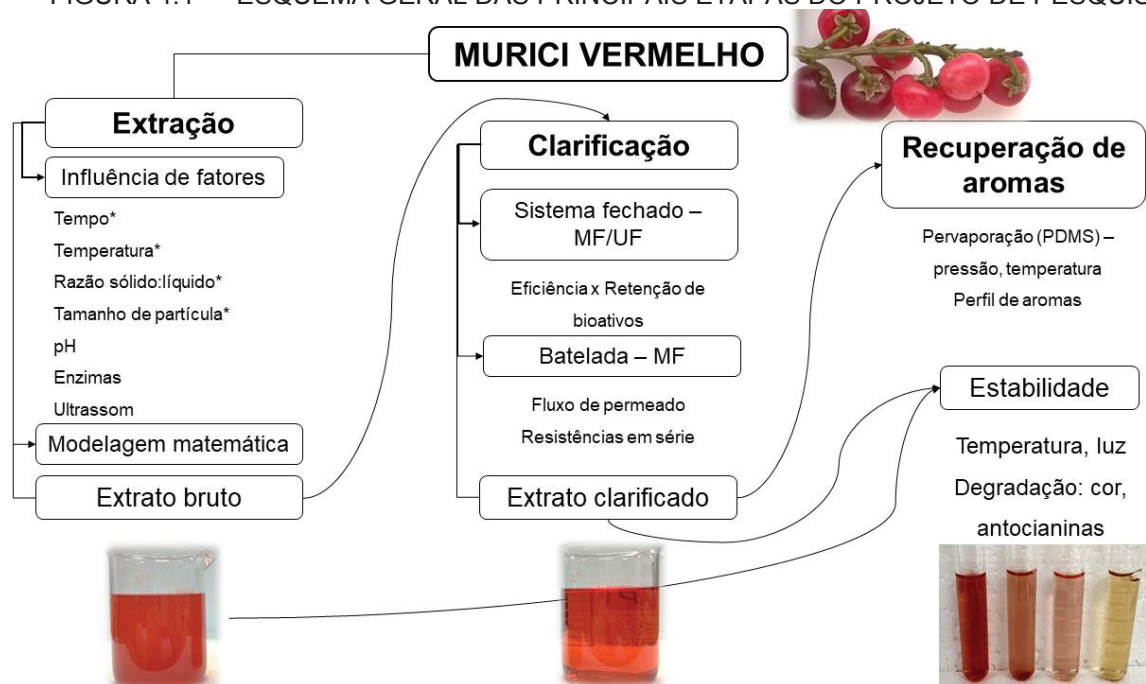 MURICI VERMELHO
Extração
Influência de fatores
Tempo*
Temperatura*
Razão sólido:líquido*
Tamanho de partícula*
pH
Enzimas
Ultrassom
Modelagem matemática
Extrato bruto
Clarificação
Sistema fechado –
MF/UF
Eficiência x Retenção de
bioativos
Batelada – MF
Fluxo de permeado
Resistências em série
Extrato clarificado
Recuperação de
aromas
Pervaporação (PDMS) –
pressão, temperatura
Perfil de aromas
Estabilidade
Temperatura, luz
Degradação: cor,
antocianinas